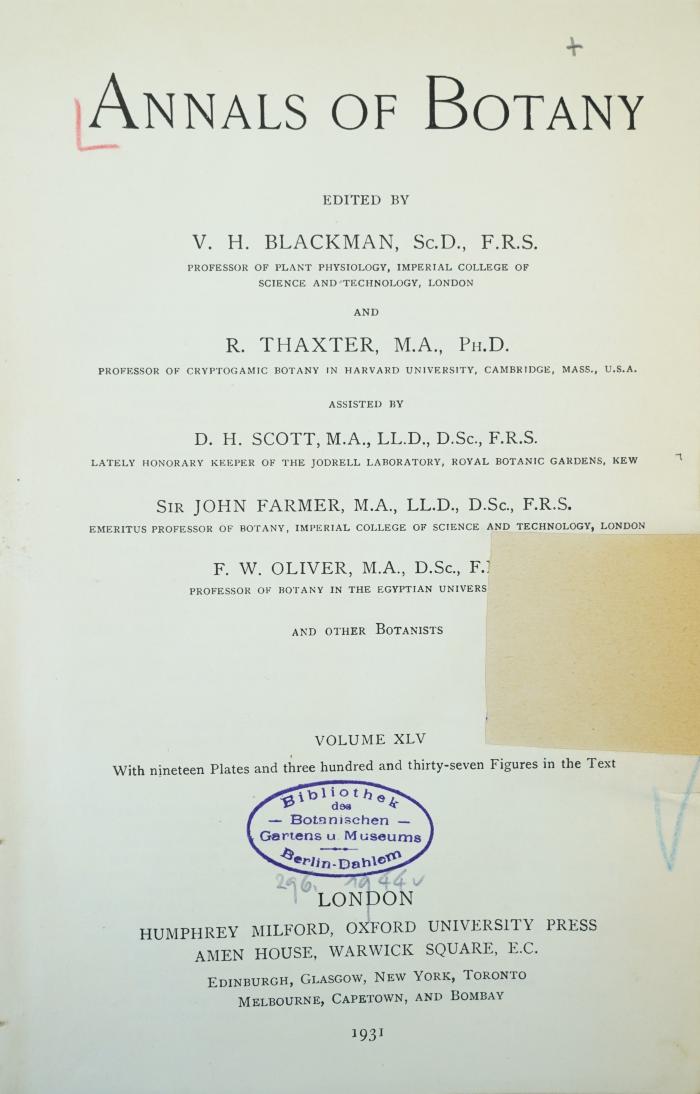 ANNALS OF BOTANY
EDITED BY
V. H. BLACKMAN, Sc.D., F.R.S.
PROFESSOR OF PLANT PHYSIOLOGY, IMPERIAL COLLEGE OF
SCIENCE AND TECHNOLOGY, LONDON
AND
R. THAXTER, M.A., Ph.D.
PROFESSOR OF CRYPTOGAMIC BOTANY IN HARVARD UNIVERSITY, CAMBRIDGE, MASS., U.S.A.
ASSISTED BY
D. H. SCOTT, M.A., LL.D., D.Sc., F.R.S.
LATELY HONORARY KEEPER OF THE JODRELL LABORATORY, ROYAL BOTANIC GARDENS, KEW
Sir JOHN FARMER, M.A., LL.D., D.Sc., F.R.S.
EMERITUS PROFESSOR OF BOTANY, IMPERIAL COLLEGE OF SCIENCE AND TECHNOLOGY, LONDON
F. W. OLIVER, M.A., D.Sc., F.
PROFESSOR OF BOTANY IN THE EGYPTIAN UNIVERS
AND OTHER BOTANISTS
VOLUME XLV
With nineteen Plates and three hundred and thirty-seven Figures in the Text
Bibliothek
des
— Botanischen —
Gartens u. Museums
Berlin-Dahlem
296. 1944
LONDON
HUMPHREY MILFORD, OXFORD UNIVERSITY PRESS
AMEN HOUSE, WARWICK SQUARE, E.C.
EDINBURGH, GLASGOW, NEW YORK, TORONTO
MELBOURNE, CAPETOWN, AND BOMBAY
1931